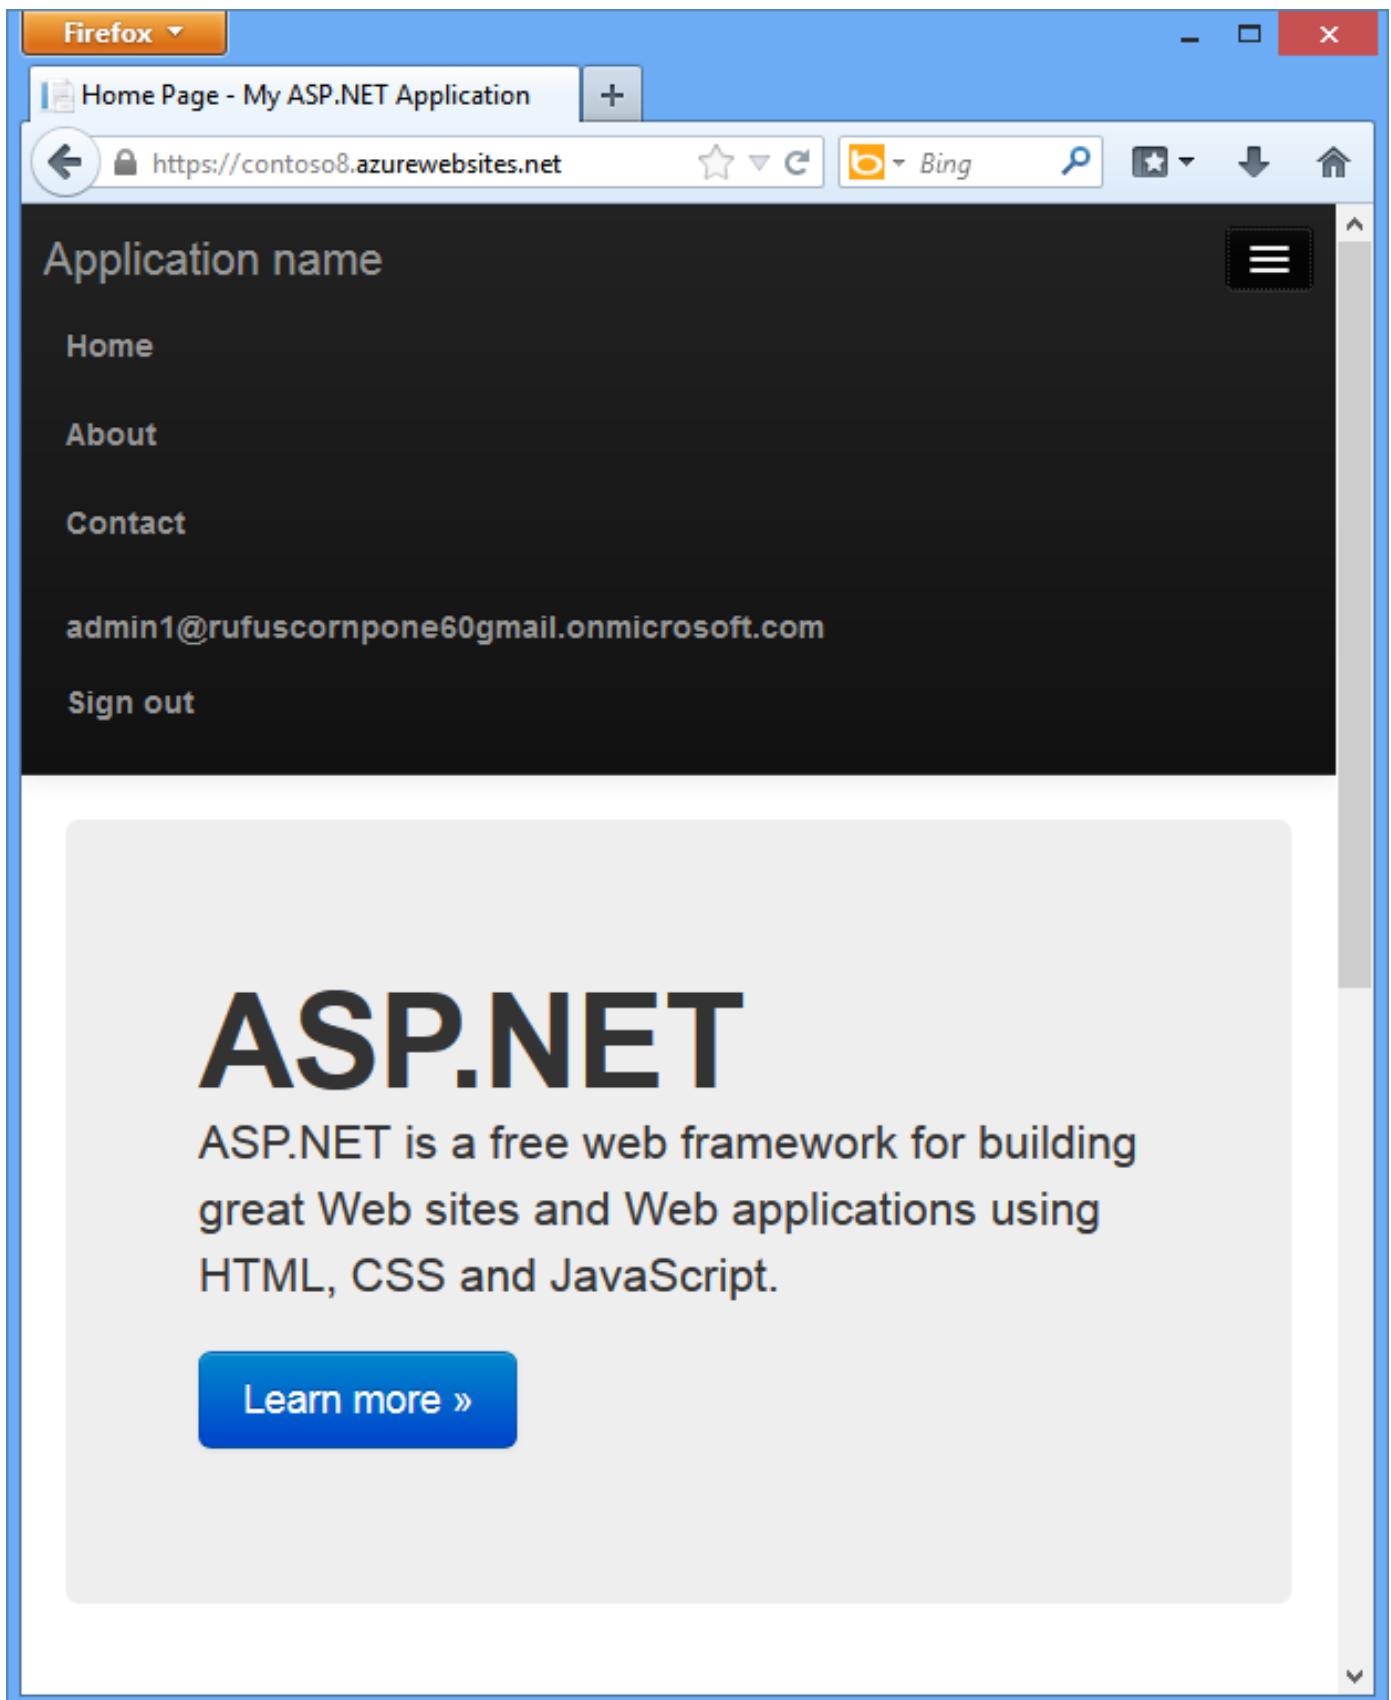 Firefox
Home Page - My ASP.NET Application
https://contoso8.azurewebsites.net
Bing
Application name
Home
About
Contact
admin1@rufuscornpone60gmail.onmicrosoft.com
Sign out
ASP.NET
ASP.NET is a free web framework for building
great Web sites and Web applications using
HTML, CSS and JavaScript.
Learn more »